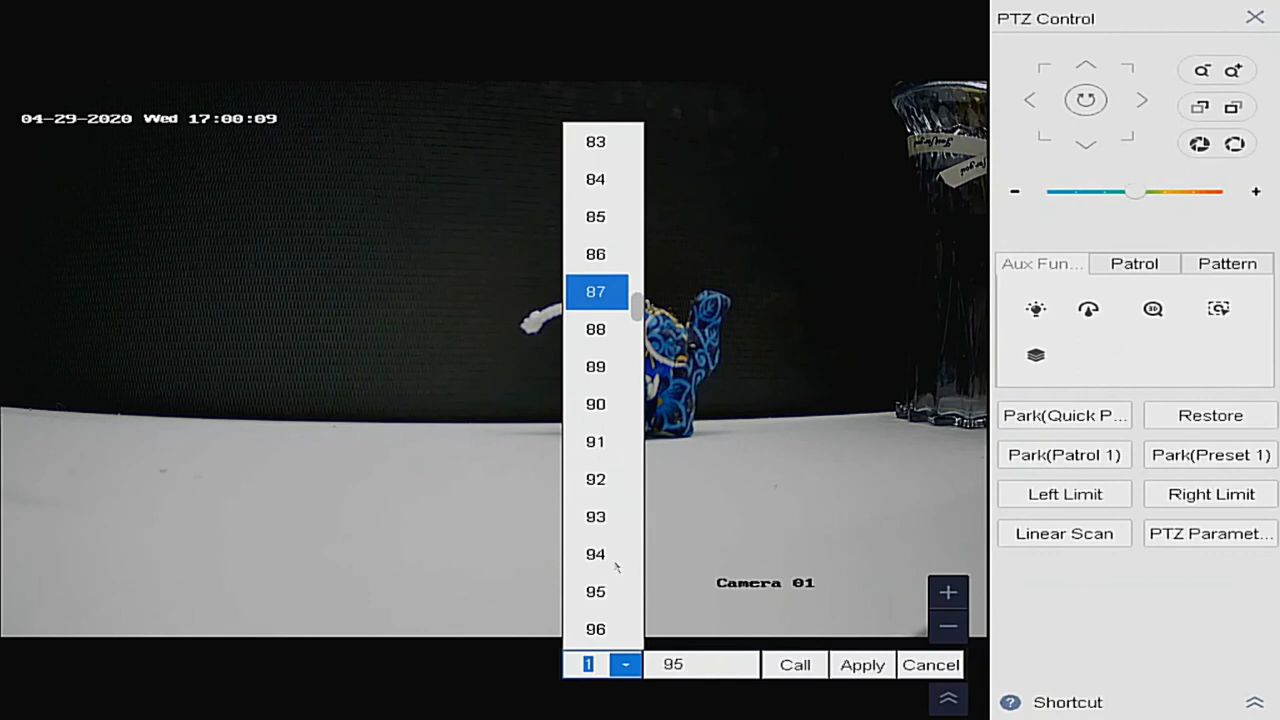 PTZ Control
04-29-2020 Wed 17:00:09
83
84
85
86
87
88
89
90
91
92
93
94
95
96
Aux Fun...
Patrol
Pattern
3D
Park(Quick P...
Restore
Park(Patrol 1)
Park(Preset 1)
Left Limit
Right Limit
Linear Scan
PTZ Paramet...
Camera 01
1
95
Call
Apply
Cancel
? Shortcut